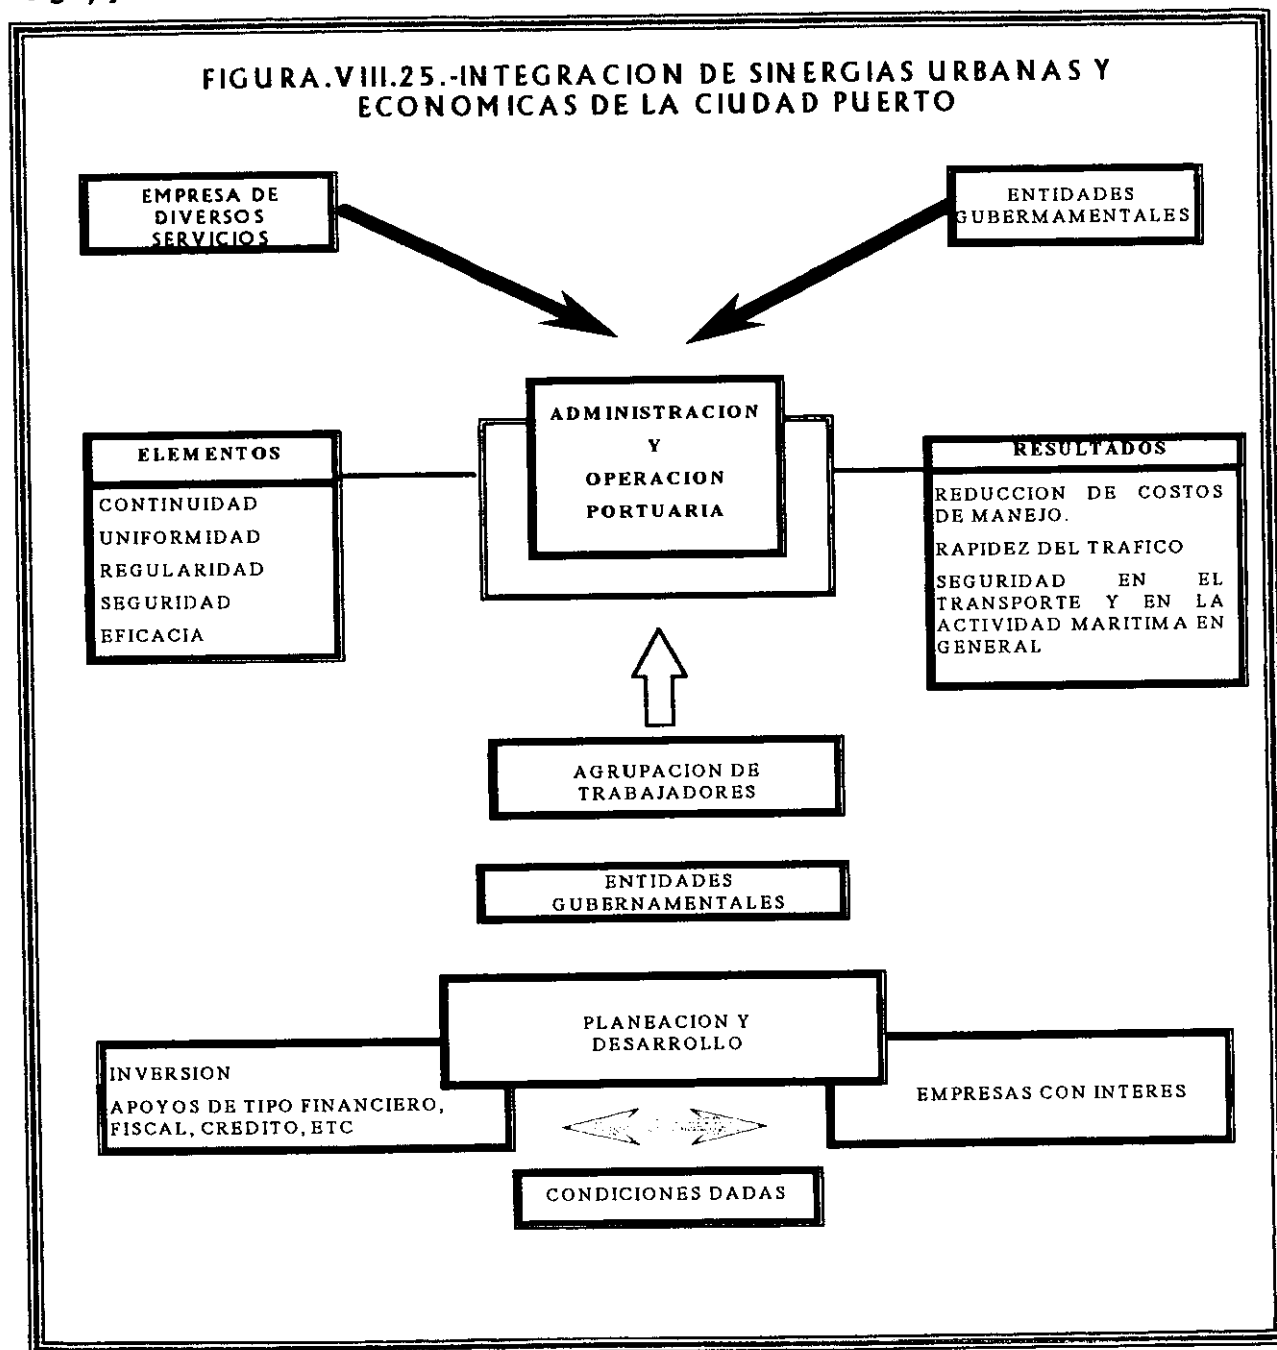 FIGURA.VIII.25.-INTEGRACION DE SINERGIAS URBANAS Y
ECONOMICAS DE LA CIUDAD PUERTO
EMPRESA DE
DIVERSOS
SERVICIOS
ENTIDADES
GUBERMAMENTALES
ADMINISTRACION
Y
OPERACION
PORTUARIA
ELEMENTOS
CONTINUIDAD
UNIFORMIDAD
REGULARIDAD
SEGURIDAD
EFICACIA
RESULTADOS
REDUCCION DE COSTOS
DE MANEJO.
RAPIDEZ DEL TRAFICO
SEGURIDAD EN EL
TRANSPORTE Y EN LA
ACTIVIDAD MARITIMA EN
GENERAL
AGRUPACION DE
TRABAJADORES
ENTIDADES
GUBERNAMENTALES
PLANEACION Y
DESARROLLO
INVERSION
APOYOS DE TIPO FINANCIERO,
FISCAL, CREDITO, ETC
EMPRESAS CON INTERES
CONDICIONES DADAS